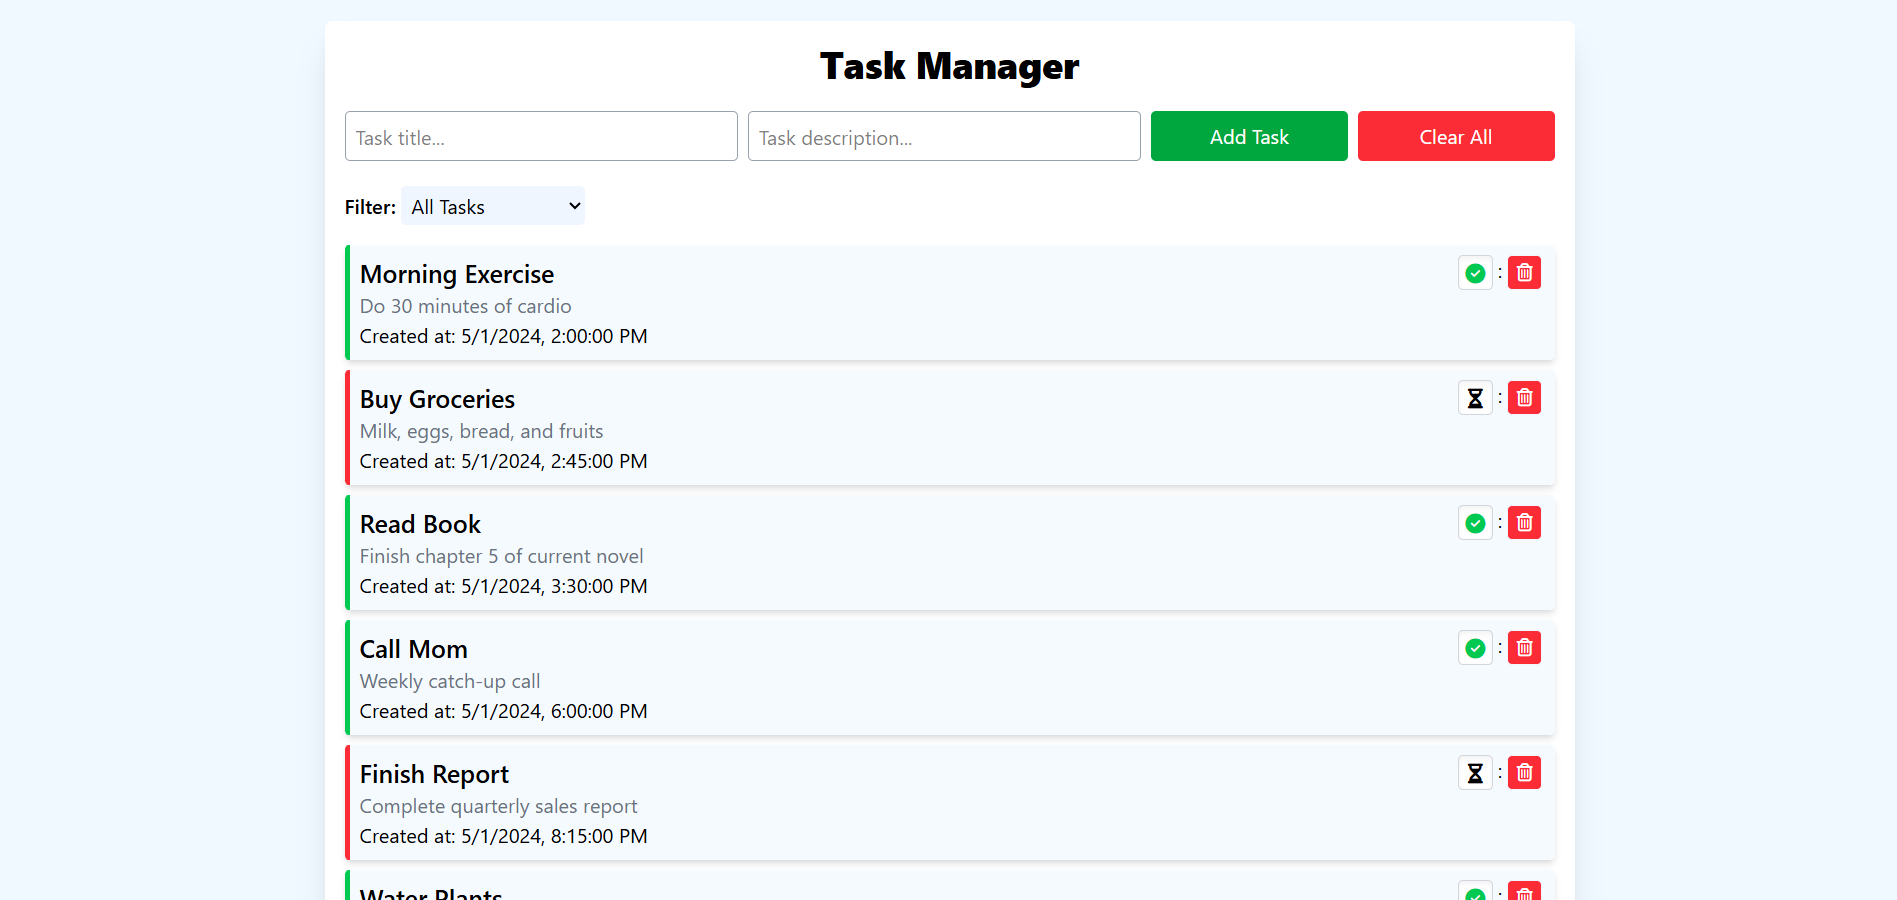 Task Manager
Task title...
Task description...
Add Task
Clear All
Filter: All Tasks
Morning Exercise
:
Do 30 minutes of cardio
Created at: 5/1/2024, 2:00:00 PM
Buy Groceries
:
Milk, eggs, bread, and fruits
Created at: 5/1/2024, 2:45:00 PM
Read Book
:
Finish chapter 5 of current novel
Created at: 5/1/2024, 3:30:00 PM
Call Mom
:
Weekly catch-up call
Created at: 5/1/2024, 6:00:00 PM
Finish Report
:
Complete quarterly sales report
Created at: 5/1/2024, 8:15:00 PM
Water Plants
: